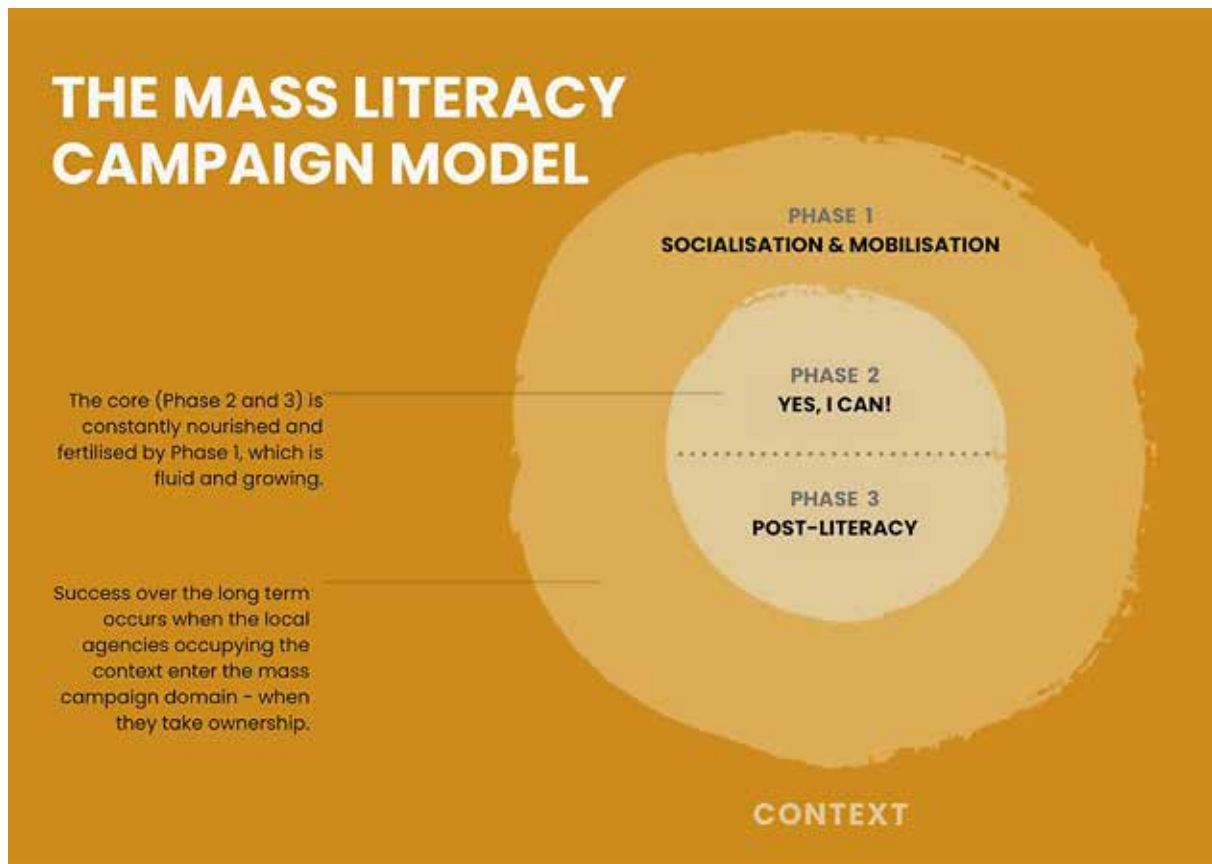 THE MASS LITERACY
CAMPAIGN MODEL
PHASE 1
SOCIALISATION & MOBILISATION
PHASE 2
YES, I CAN!
PHASE 3
POST-LITERACY
The core (Phase 2 and 3) is
constantly nourished and
fertilised by Phase 1, which is
fluid and growing.
Success over the long term
occurs when the local
agencies occupying the
context enter the mass
campaign domain - when
they take ownership.
CONTEXT